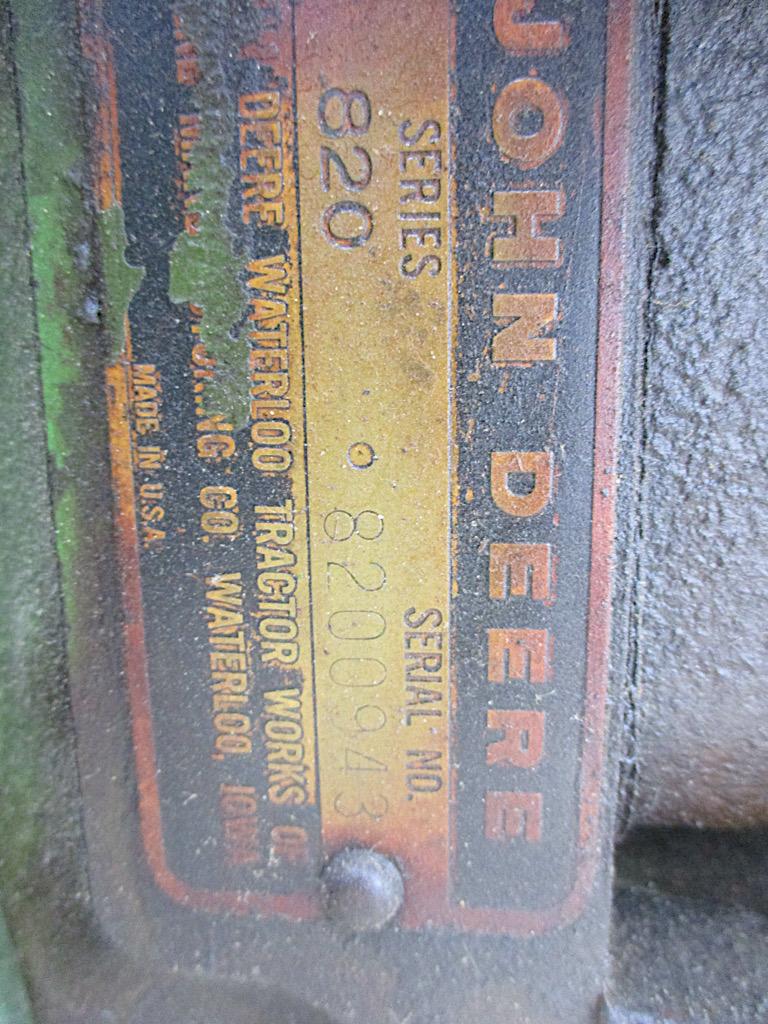 JOHN DEERE
SERIES SERIAL NO.
820 8200943
DEERE WATERLOO TRACTOR WORKS OF
CO. WATERLOO, IOWA
MADE IN U.S.A.